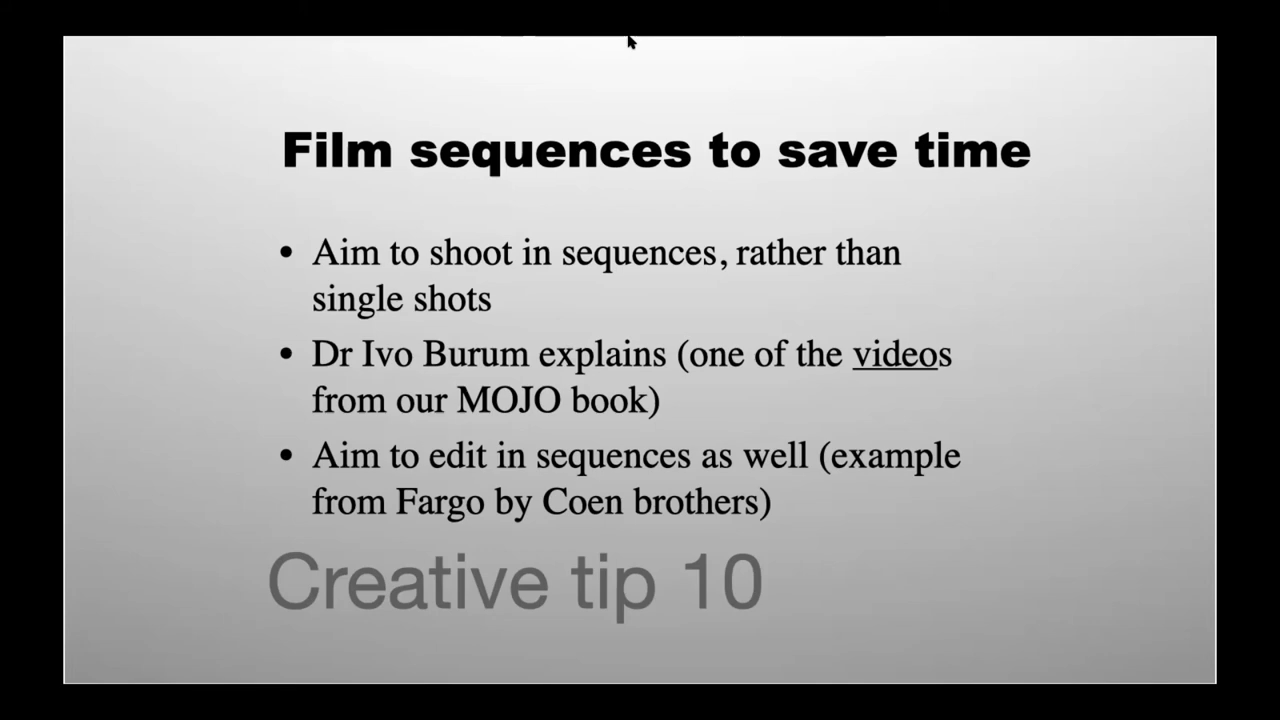 Film sequences to save time
• Aim to shoot in sequences, rather than
single shots
• Dr Ivo Burum explains (one of the videos
from our MOJO book)
• Aim to edit in sequences as well (example
from Fargo by Coen brothers)
Creative tip 10